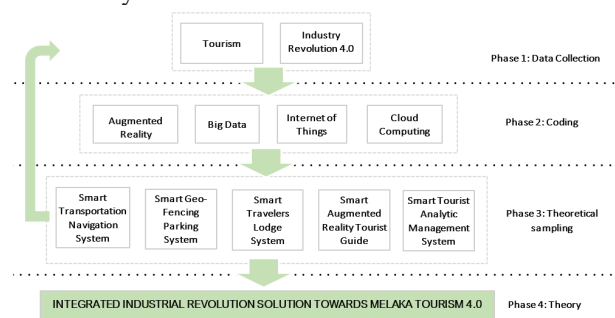 Tourism
Industry
Revolution 4.0
Phase 1: Data Collection
Augmented
Reality
Big Data
Internet of
Things
Cloud
Computing
Phase 2: Coding
Smart
Transportation
Navigation
System
Smart Geo-
Fencing
Parking
System
Smart
Travelers
Lodge
System
Smart
Augmented
Reality Tourist
Guide
Smart Tourist
Analytic
Management
System
Phase 3: Theoretical
sampling
INTEGRATED INDUSTRIAL REVOLUTION SOLUTION TOWARDS MELAKA TOURISM 4.0
Phase 4: Theory